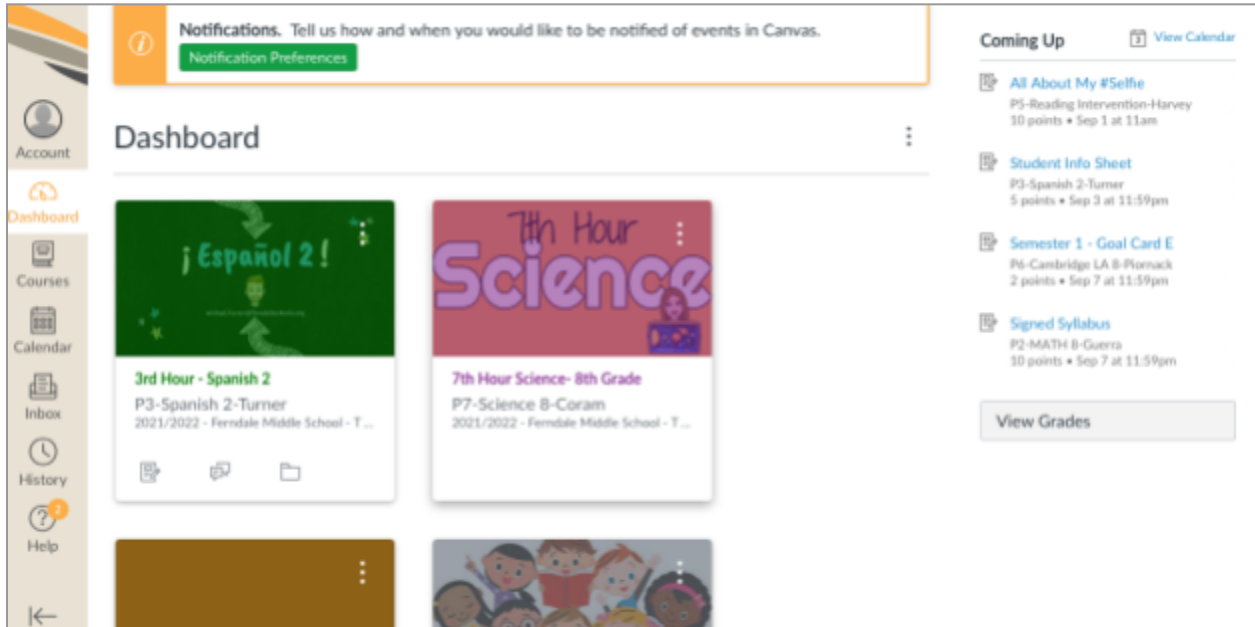 Notifications. Tell us how and when you would like to be notified of events in Canvas.
Notification Preferences
Account
Dashboard
Courses
Calendar
Inbox
History
2
Help
Dashboard
¡Español 2!
3rd Hour - Spanish 2
P3-Spanish 2-Turner
2021/2022 - Ferndale Middle School - T ...
7th Hour
Science
7th Hour Science- 8th Grade
P7-Science 8-Coram
2021/2022 - Ferndale Middle School - T ...
Coming Up
View Calendar
All About My #Selfie
P5-Reading Intervention-Harvey
10 points • Sep 1 at 11am
Student Info Sheet
P3-Spanish 2-Turner
5 points • Sep 3 at 11:59pm
Semester 1 - Goal Card E
P6-Cambridge LA 8-Piornack
2 points • Sep 7 at 11:59pm
Signed Syllabus
P2-MATH 8-Guerra
10 points • Sep 7 at 11:59pm
View Grades